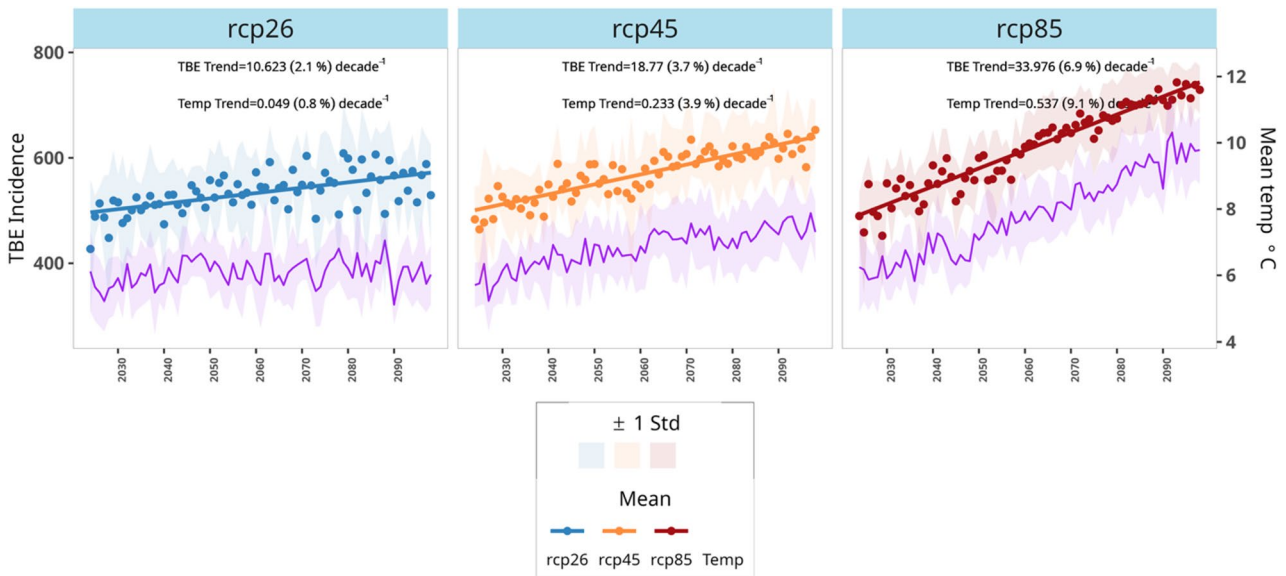 rcp26 rcp45 rcp85
TBE Trend=10.623 (2.1 %) decade⁻¹ TBE Trend=18.77 (3.7 %) decade⁻¹ TBE Trend=33.976 (6.9 %) decade⁻¹
Temp Trend=0.049 (0.8 %) decade⁻¹ Temp Trend=0.233 (3.9 %) decade⁻¹ Temp Trend=0.537 (9.1 %) decade⁻¹
TBE Incidence
800
600
400
12
10
8
6
4
Mean temp °C
2030 2040 2050 2060 2070 2080 2090 2030 2040 2050 2060 2070 2080 2090 2030 2040 2050 2060 2070 2080 2090
± 1 Std
Mean
rcp26 rcp45 rcp85 Temp